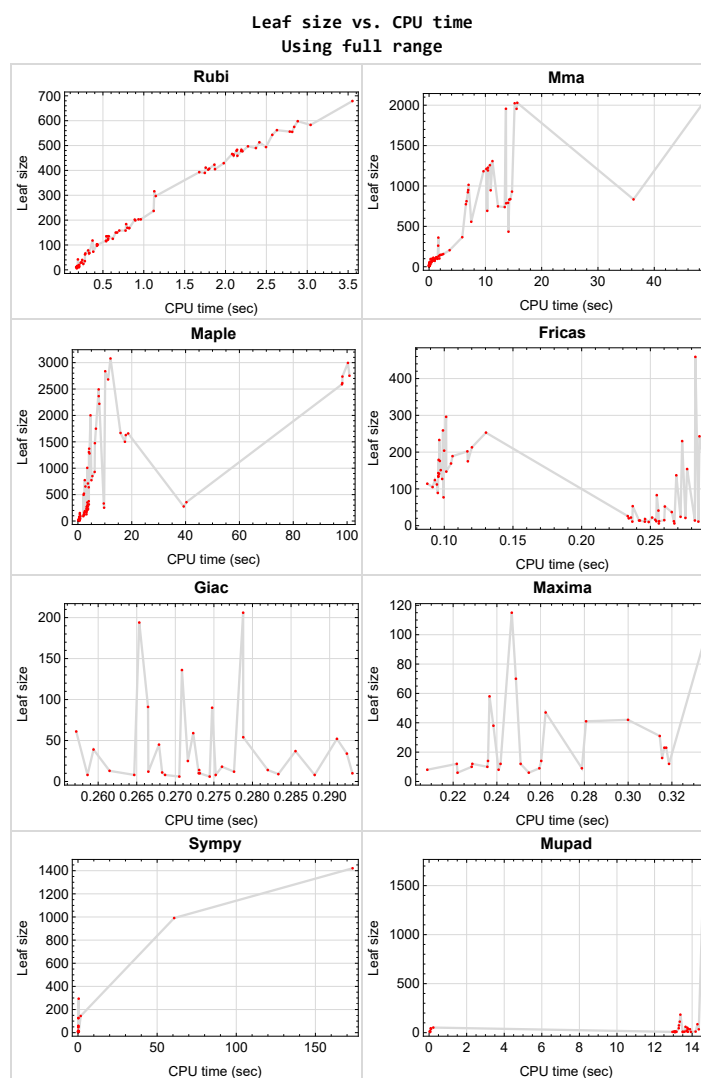 Leaf size vs. CPU time
Using full range
Rubi
Leaf size
700
600
500
400
300
200
100
0
0.5 1.0 1.5 2.0 2.5 3.0 3.5
CPU time (sec)
Mma
Leaf size
2000
1500
1000
500
0
0 10 20 30 40
CPU time (sec)
Maple
Leaf size
3000
2500
2000
1500
1000
500
0
0 20 40 60 80 100
CPU time (sec)
Fricas
Leaf size
400
300
200
100
0
0.10 0.15 0.20 0.25
CPU time (sec)
Giac
Leaf size
200
150
100
50
0
0.260 0.265 0.270 0.275 0.280 0.285 0.290
CPU time (sec)
Maxima
Leaf size
120
100
80
60
40
20
0
0.22 0.24 0.26 0.28 0.30 0.32
CPU time (sec)
Sympy
Leaf size
1400
1200
1000
800
600
400
200
0
0 50 100 150
CPU time (sec)
Mupad
Leaf size
1500
1000
500
0
0 2 4 6 8 10 12 14
CPU time (sec)